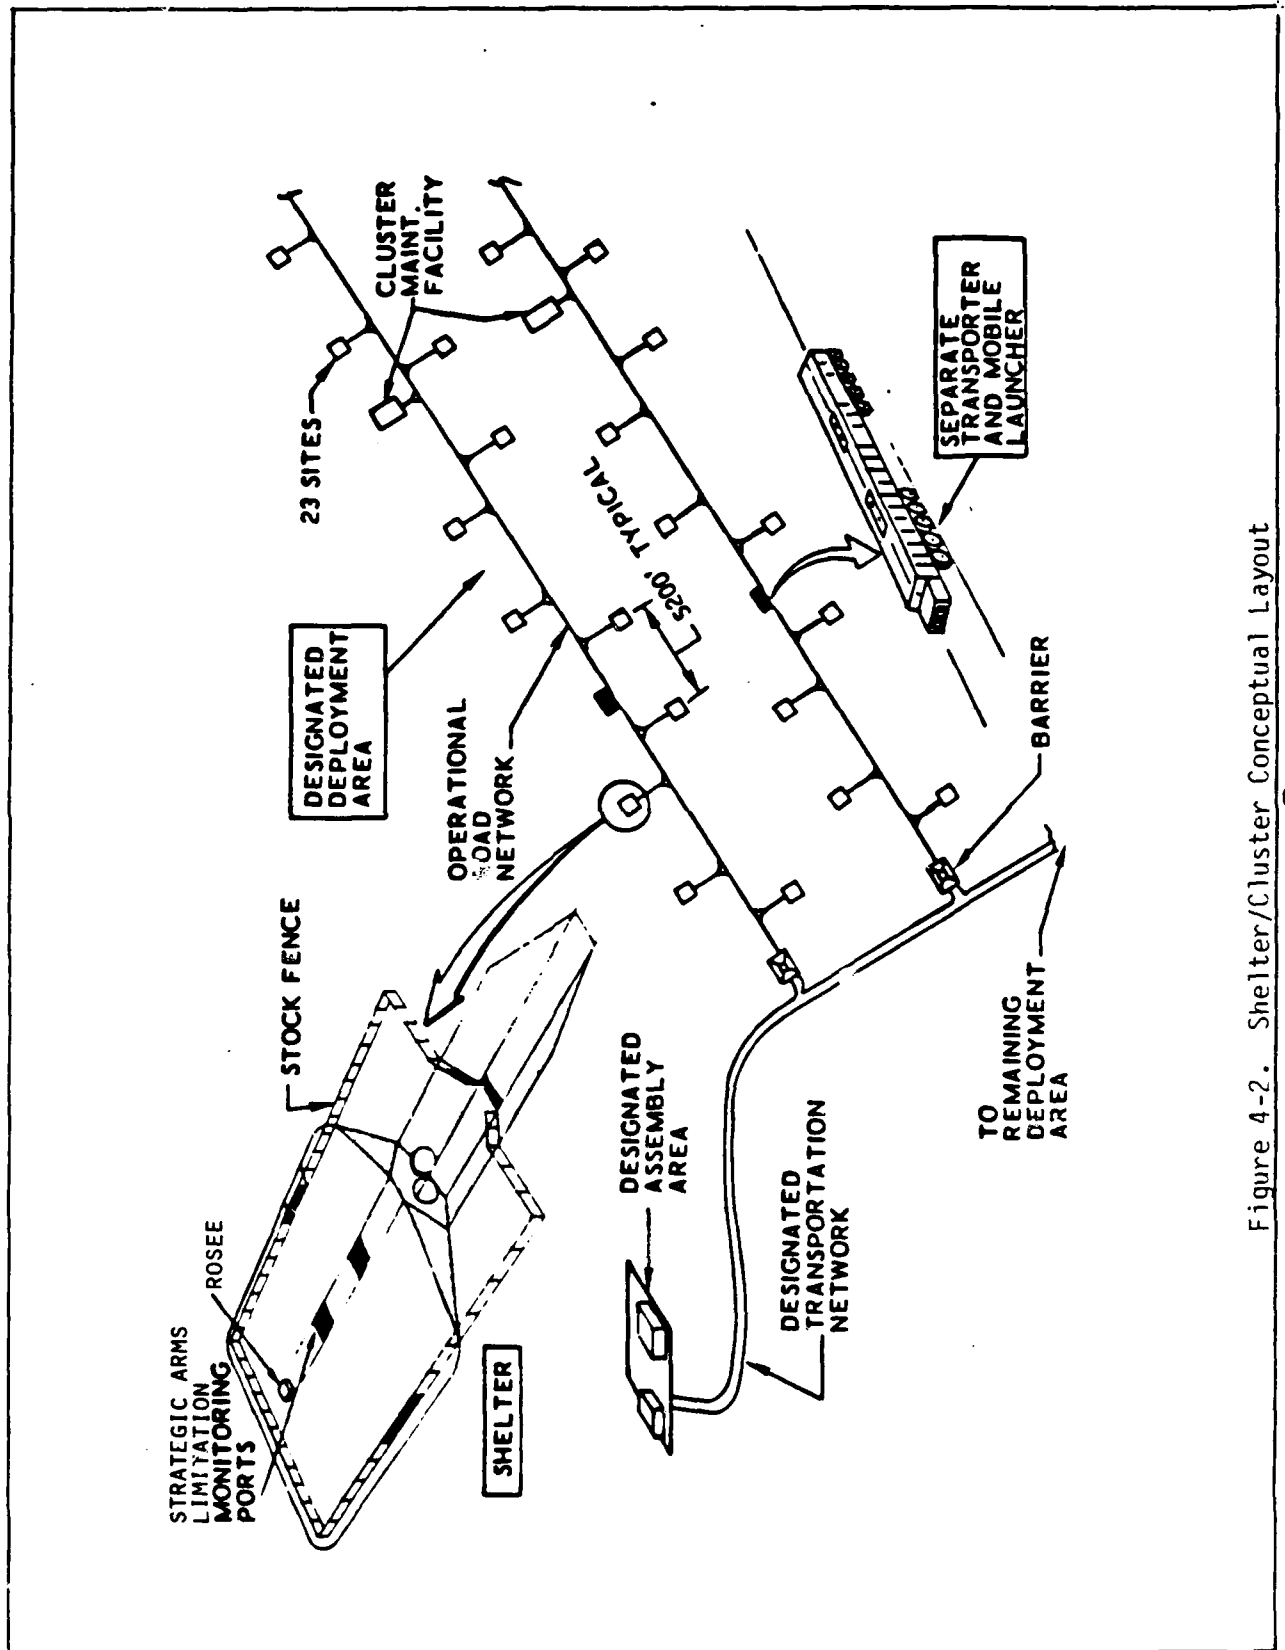 STRATEGIC ARMS
LIMITATION
MONITORING
PORTS
ROSEE
STOCK FENCE
SHELTER
DESIGNATED
DEPLOYMENT
AREA
OPERATIONAL
ROAD
NETWORK
23 SITES
CLUSTER
MAINT.
FACILITY
5200' TYPICAL
SEPARATE
TRANSPORTER
AND MOBILE
LAUNCHER
BARRIER
DESIGNATED
ASSEMBLY
AREA
DESIGNATED
TRANSPORTATION
NETWORK
TO
REMAINING
DEPLOYMENT
AREA
Figure 4-2. Shelter/Cluster Conceptual Layout